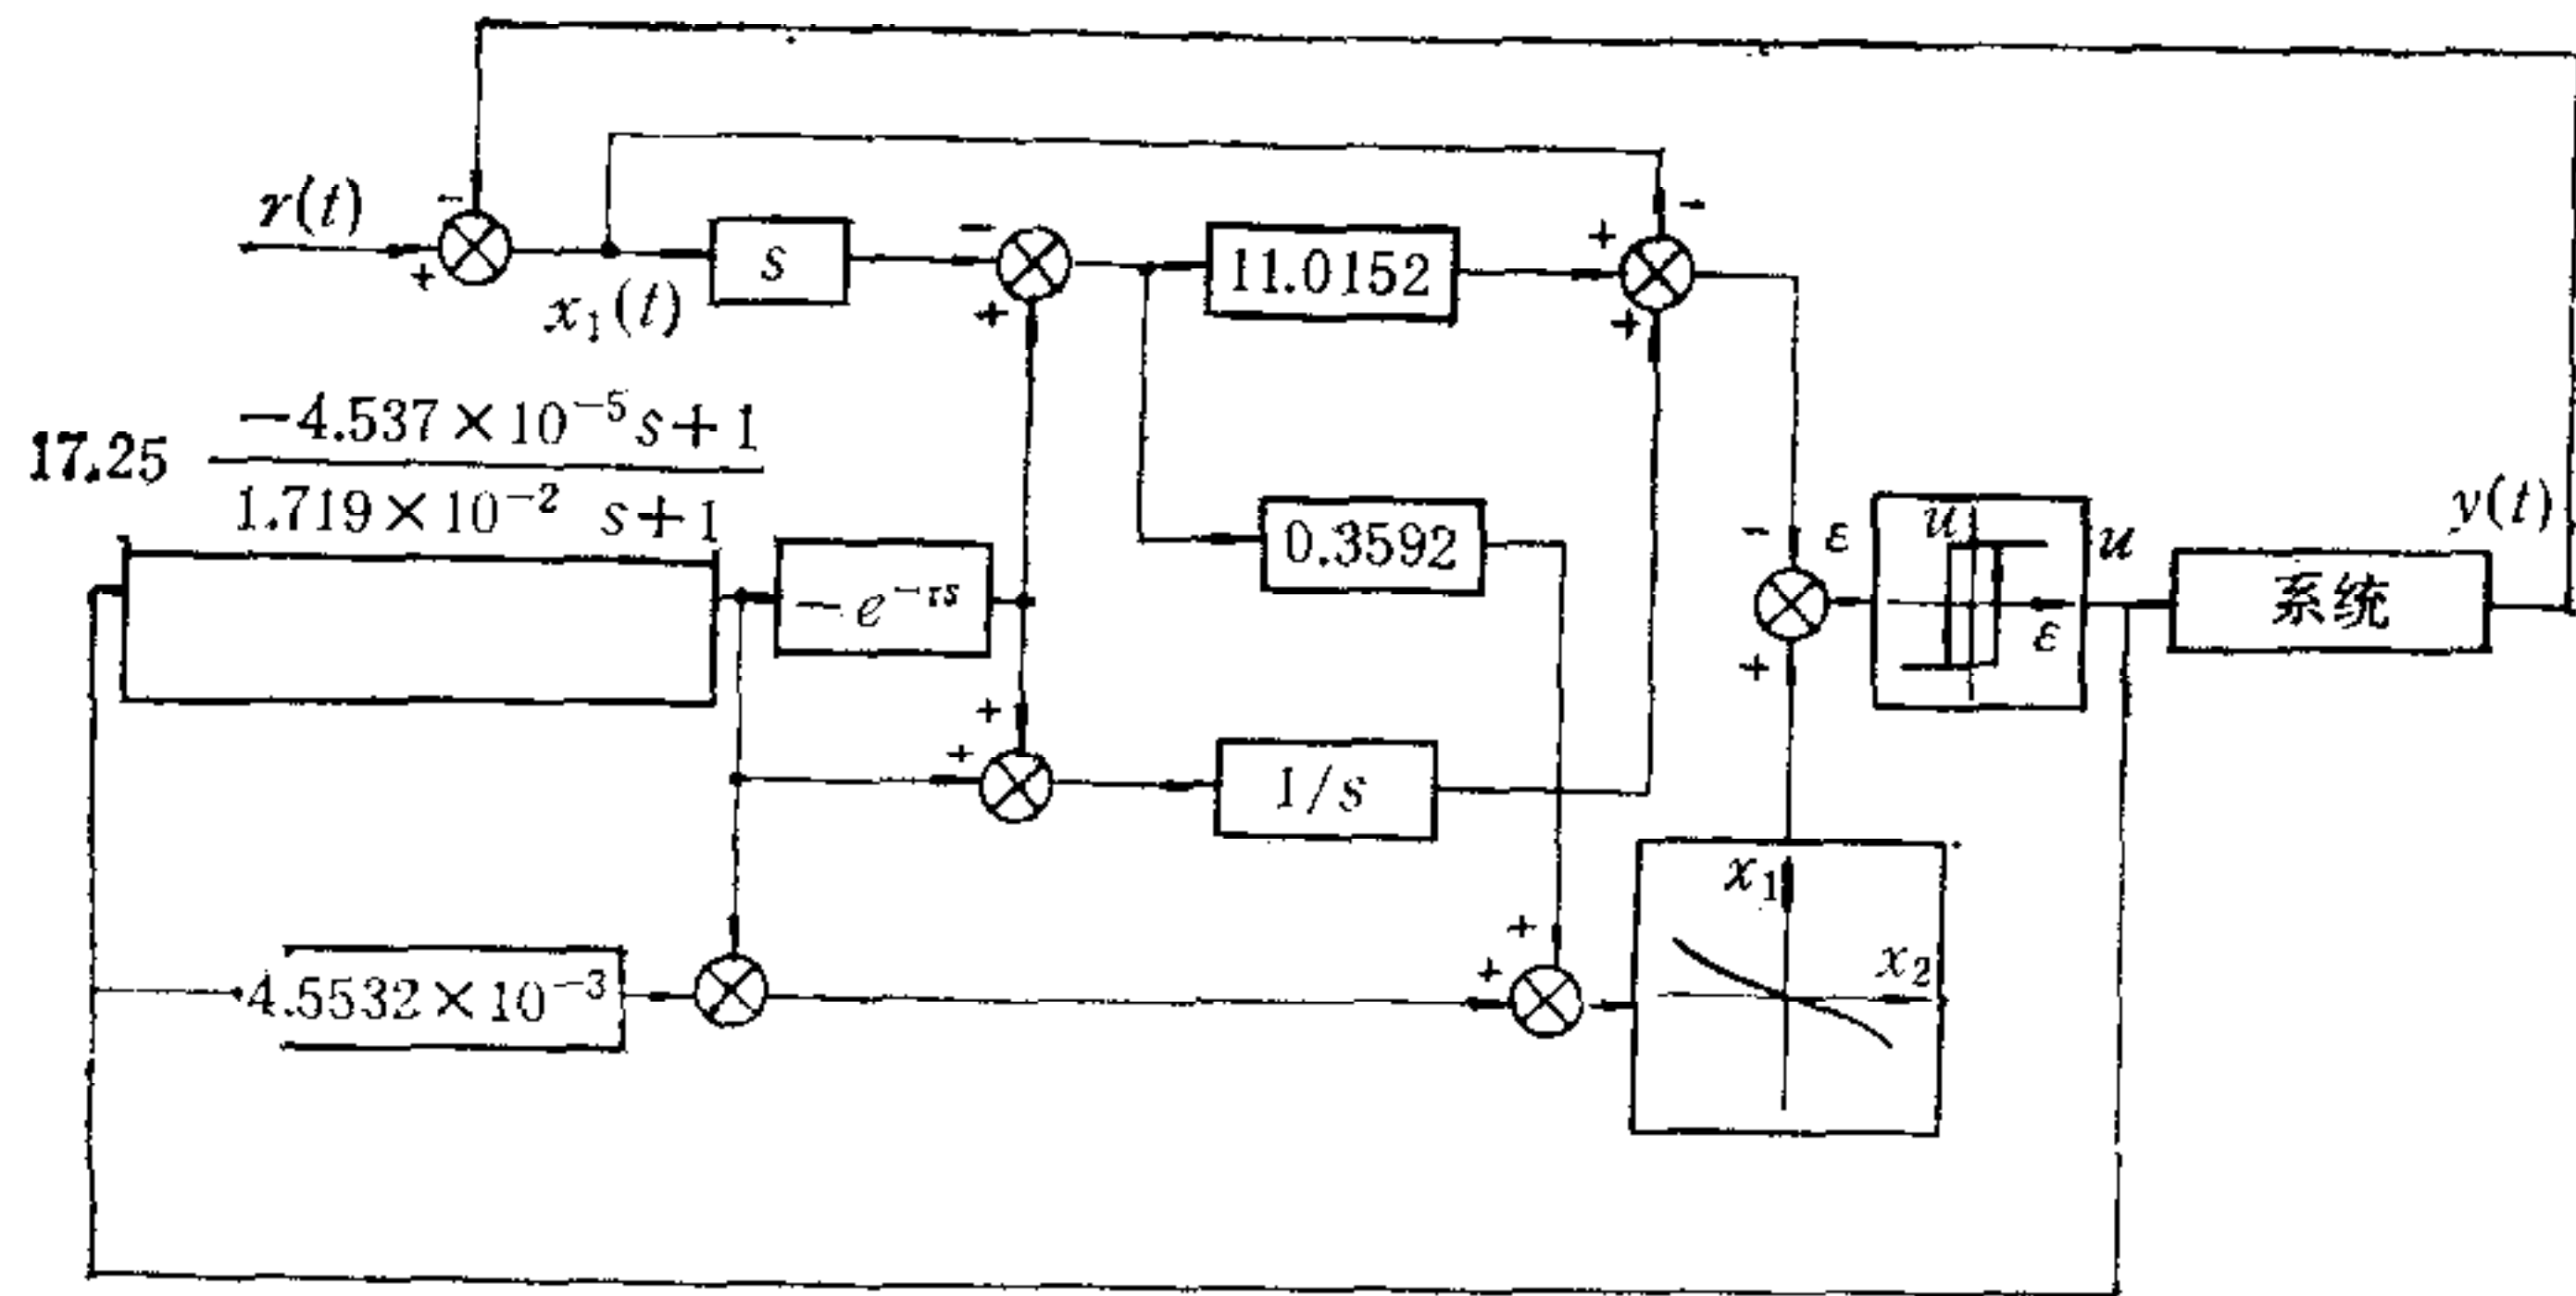 r(t)
-
+
x₁(t)
s
-
+
11.0152
+
-
+
17.25 (−4.537×10⁻⁵s+1)/(1.719×10⁻² s+1)
−e^{−τs}
0.3592
-
+
ε
u
ε
u
系统
y(t)
+
+
1/s
4.5532×10⁻³
+
+
x₁
x₂